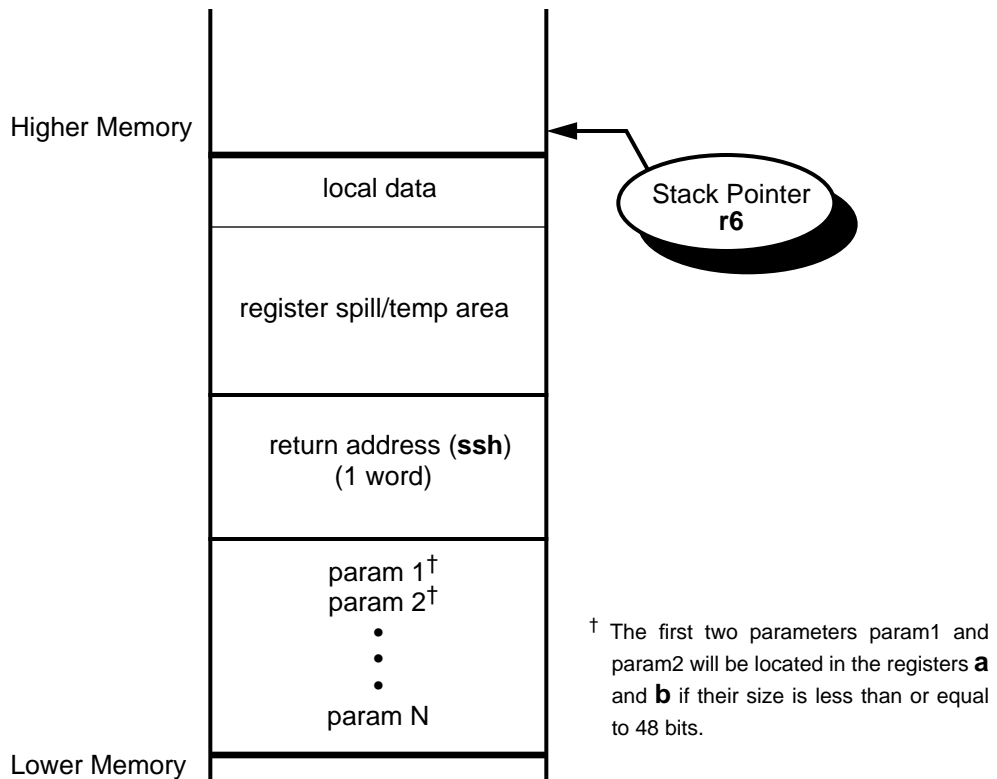 Higher Memory
local data
Stack Pointer
r6
register spill/temp area
return address (ssh)
(1 word)
param 1†
param 2†
•
•
•
param N
† The first two parameters param1 and
param2 will be located in the registers a
and b if their size is less than or equal
to 48 bits.
Lower Memory